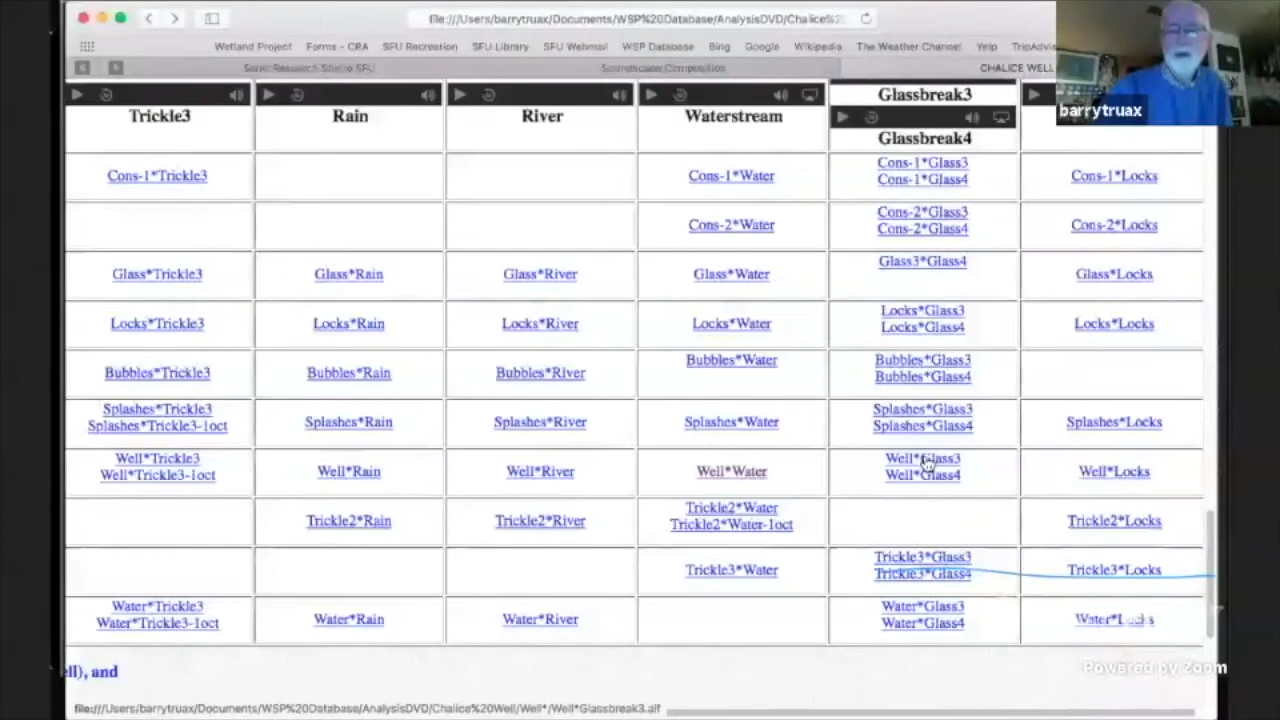 file:///Users/barrytruax/Documents/WSP%20Database/AnalysisDVD/Chalice%2
Wetland Project Forms - CRA SFU Recreation SFU Library SFU Webmail WSP Database Bing Google Wikipedia The Weather Channel Yelp TripAdvis
Sonic Research Studio SFU Soundscape Composition CHALICE WELL
barrytruax
Trickle3 Rain River Waterstream Glassbreak3
Glassbreak4
Cons-1*Trickle3 Cons-1*Water Cons-1*Glass3 Cons-1*Locks
Cons-1*Glass4
Cons-2*Water Cons-2*Glass3 Cons-2*Locks
Cons-2*Glass4
Glass*Trickle3 Glass*Rain Glass*River Glass*Water Glass3*Glass4 Glass*Locks
Locks*Trickle3 Locks*Rain Locks*River Locks*Water Locks*Glass3 Locks*Locks
Locks*Glass4
Bubbles*Trickle3 Bubbles*Rain Bubbles*River Bubbles*Water Bubbles*Glass3
Bubbles*Glass4
Splashes*Trickle3 Splashes*Rain Splashes*River Splashes*Water Splashes*Glass3 Splashes*Locks
Splashes*Trickle3-1oct Splashes*Glass4
Well*Trickle3 Well*Rain Well*River Well*Water Well*Glass3 Well*Locks
Well*Trickle3-1oct Well*Glass4
Trickle2*Rain Trickle2*River Trickle2*Water Trickle2*Locks
Trickle2*Water-1oct
Trickle3*Water Trickle3*Glass3 Trickle3*Locks
Trickle3*Glass4
Water*Trickle3 Water*Rain Water*River Water*Glass3 Water*Locks
Water*Trickle3-1oct Water*Glass4
ell), and
Powered by Zoom
file:///Users/barrytruax/Documents/WSP%20Database/AnalysisDVD/Chalice%20Well/Well*/Well*Glassbreak3.aif